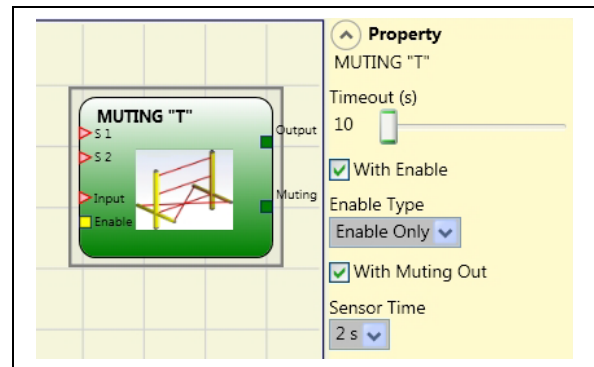 MUTING "T"
S 1
S 2
Input
Enable
Output
Muting
Property
MUTING "T"
Timeout (s)
10
With Enable
Enable Type
Enable Only
With Muting Out
Sensor Time
2 s